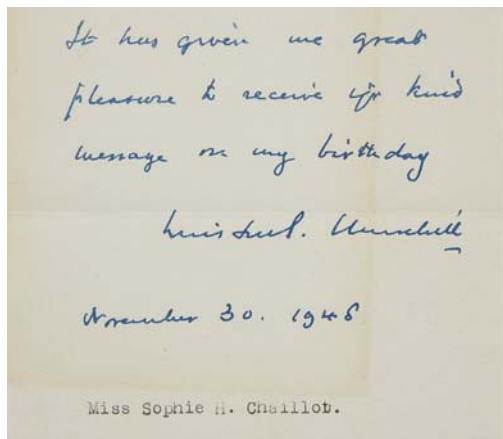 It has given me great
pleasure to receive yr kind
message on my birthday
Winston S. Churchill
November 30.
Miss Sophie H. Chaillot.